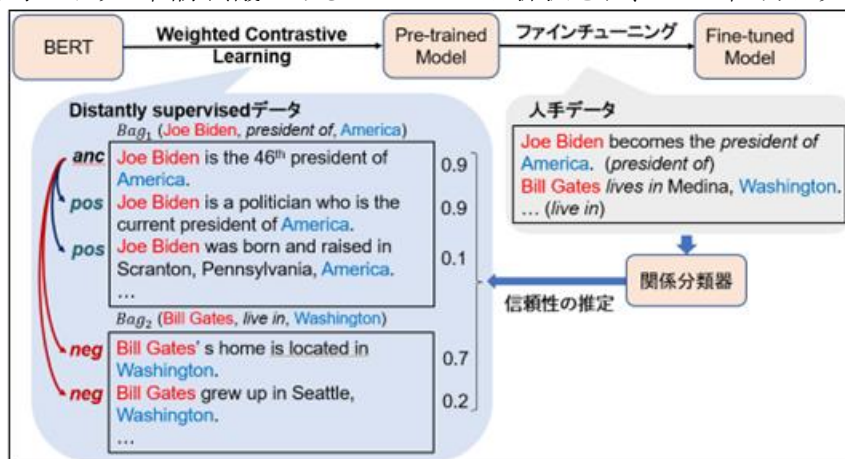 BERT
Weighted Contrastive
Learning
Pre-trained
Model
ファインチューニング
Fine-tuned
Model
Distantly supervisedデータ
Bag₁ (Joe Biden, president of, America)
anc Joe Biden is the 46th president of 0.9
America.
pos Joe Biden is a politician who is the 0.9
current president of America.
pos Joe Biden was born and raised in 0.1
Scranton, Pennsylvania, America.
…
Bag₂ (Bill Gates, live in, Washington)
neg Bill Gates' s home is located in 0.7
Washington.
neg Bill Gates grew up in Seattle, 0.2
Washington.
…
人手データ
Joe Biden becomes the president of
America. (president of)
Bill Gates lives in Medina, Washington.
… (live in)
関係分類器
信頼性の推定